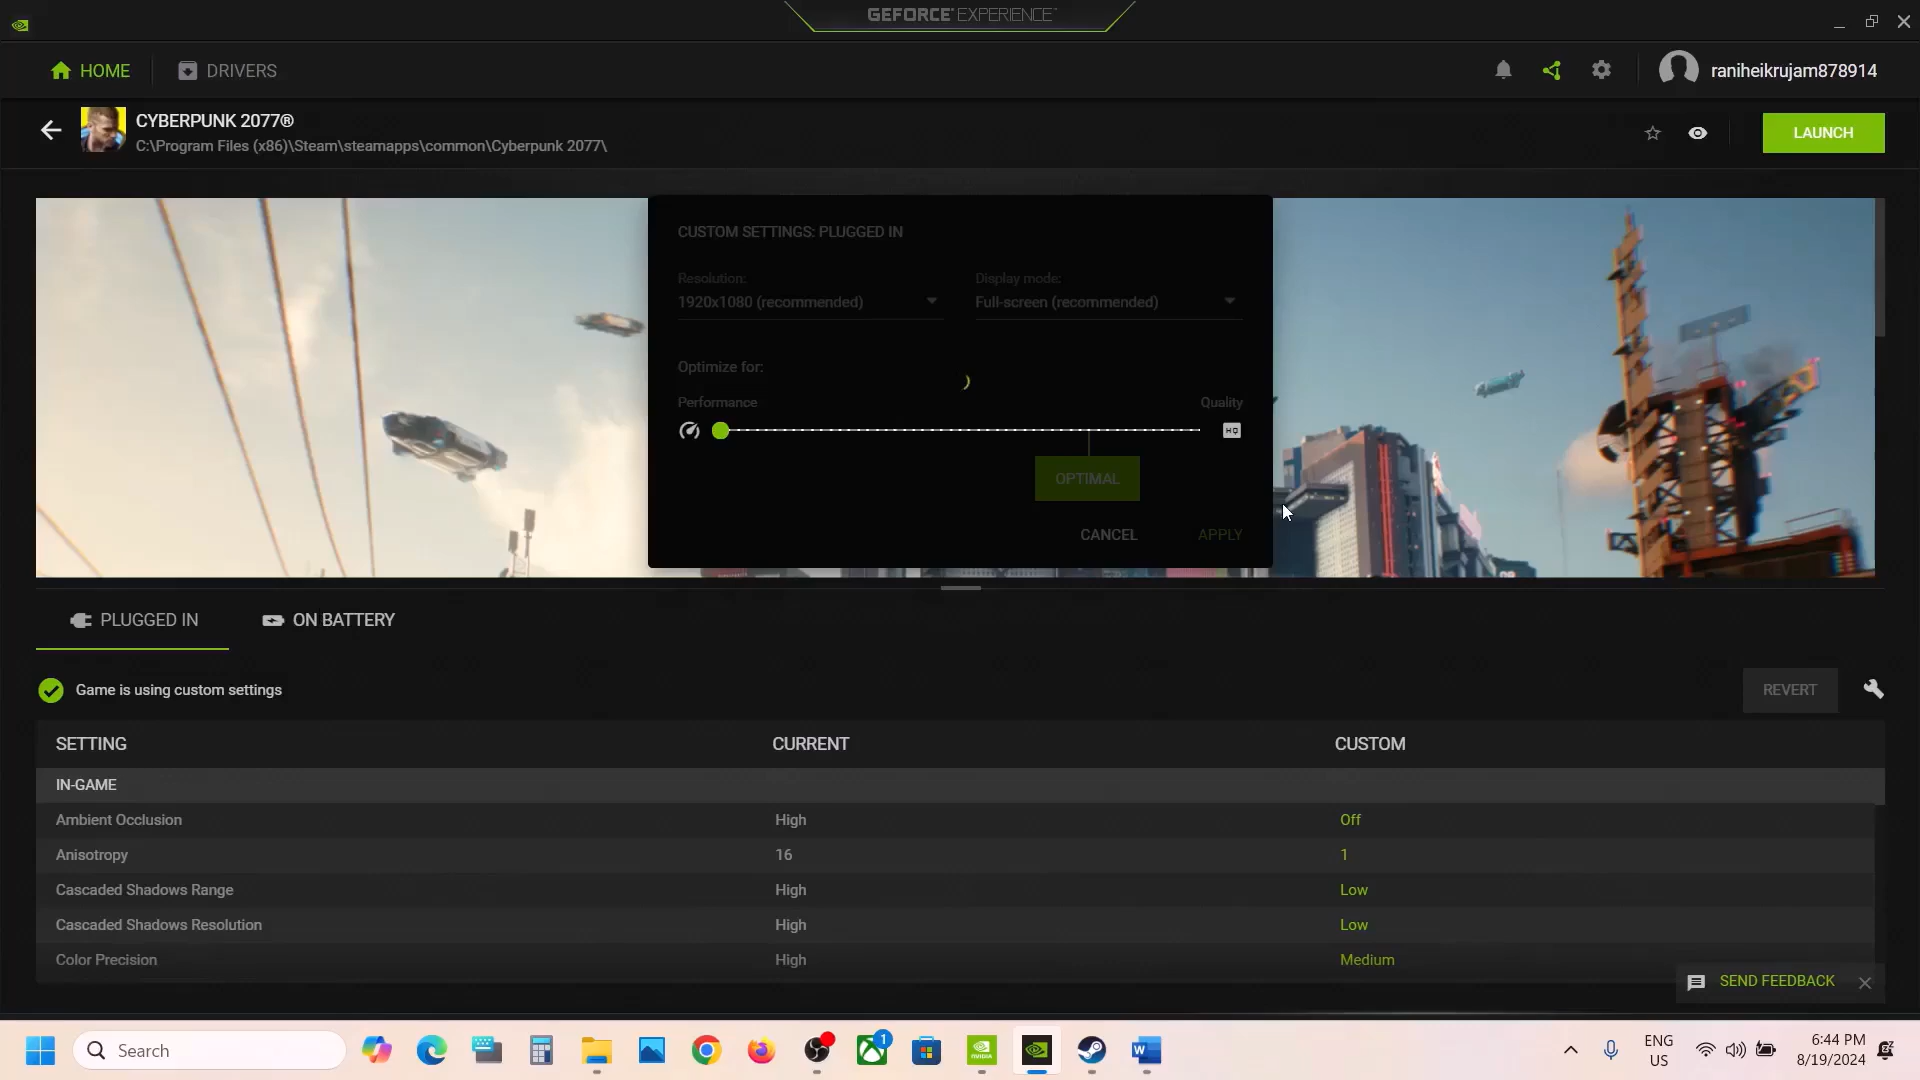 GEFORCE® EXPERIENCE™
HOME
DRIVERS
raniheikrujam878914
CYBERPUNK 2077®
C:\Program Files (x86)\Steam\steamapps\common\Cyberpunk 2077\
LAUNCH
CUSTOM SETTINGS: PLUGGED IN
Resolution:
Display mode:
1920x1080 (recommended)
Full-screen (recommended)
Optimize for:
Performance
Quality
HQ
OPTIMAL
CANCEL
APPLY
PLUGGED IN
ON BATTERY
Game is using custom settings
REVERT
SETTING
CURRENT
CUSTOM
IN-GAME
Ambient Occlusion
High
Off
Anisotropy
16
1
Cascaded Shadows Range
High
Low
Cascaded Shadows Resolution
High
Low
Color Precision
High
Medium
SEND FEEDBACK
Search
1
ENG
US
6:44 PM
8/19/2024